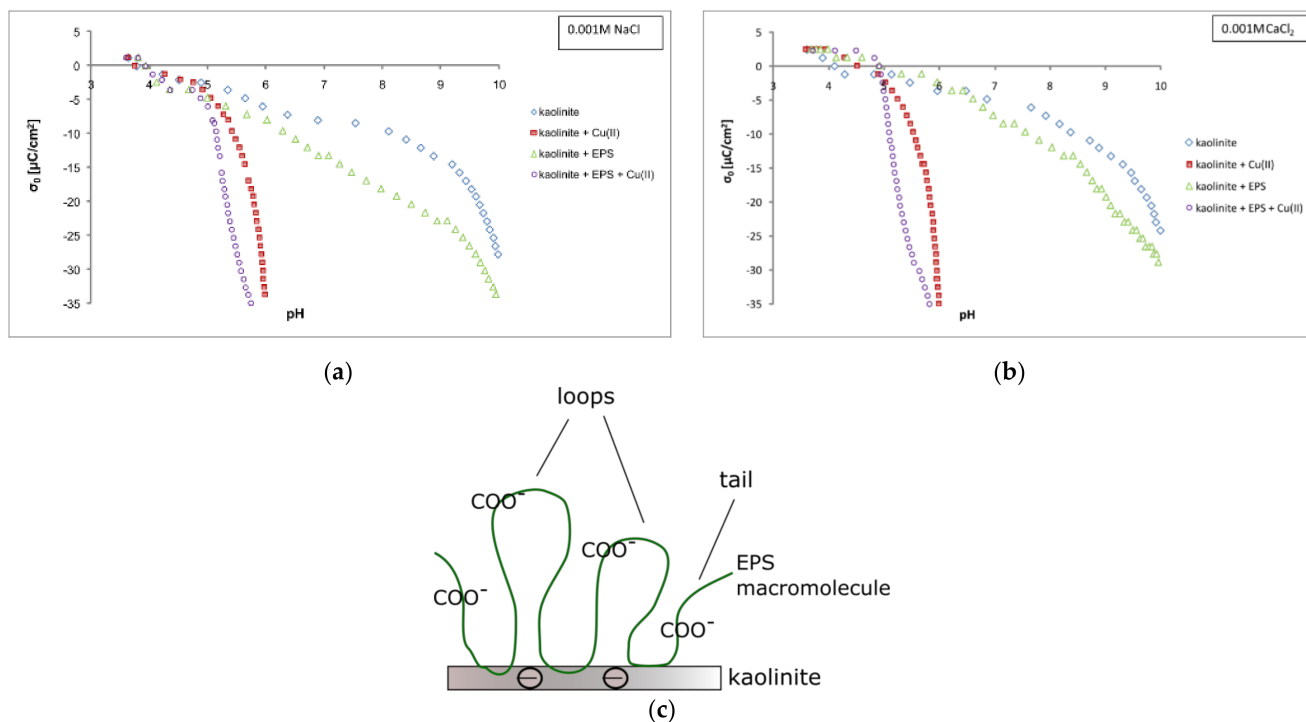 0.001M NaCl
5
0
-5
-10
-15
-20
-25
-30
-35
3 4 5 6 7 8 9 10
σ₀ [µC/cm²]
pH
kaolinite
kaolinite + Cu(II)
kaolinite + EPS
kaolinite + EPS + Cu(II)
(a)
0.001M CaCl₂
5
0
-5
-10
-15
-20
-25
-30
-35
3 4 5 6 7 8 9 10
σ₀ [µC/cm²]
pH
kaolinite
kaolinite + Cu(II)
kaolinite + EPS
kaolinite + EPS + Cu(II)
(b)
loops
tail
COO⁻
COO⁻
EPS
macromolecule
COO⁻
COO⁻
kaolinite
(c)